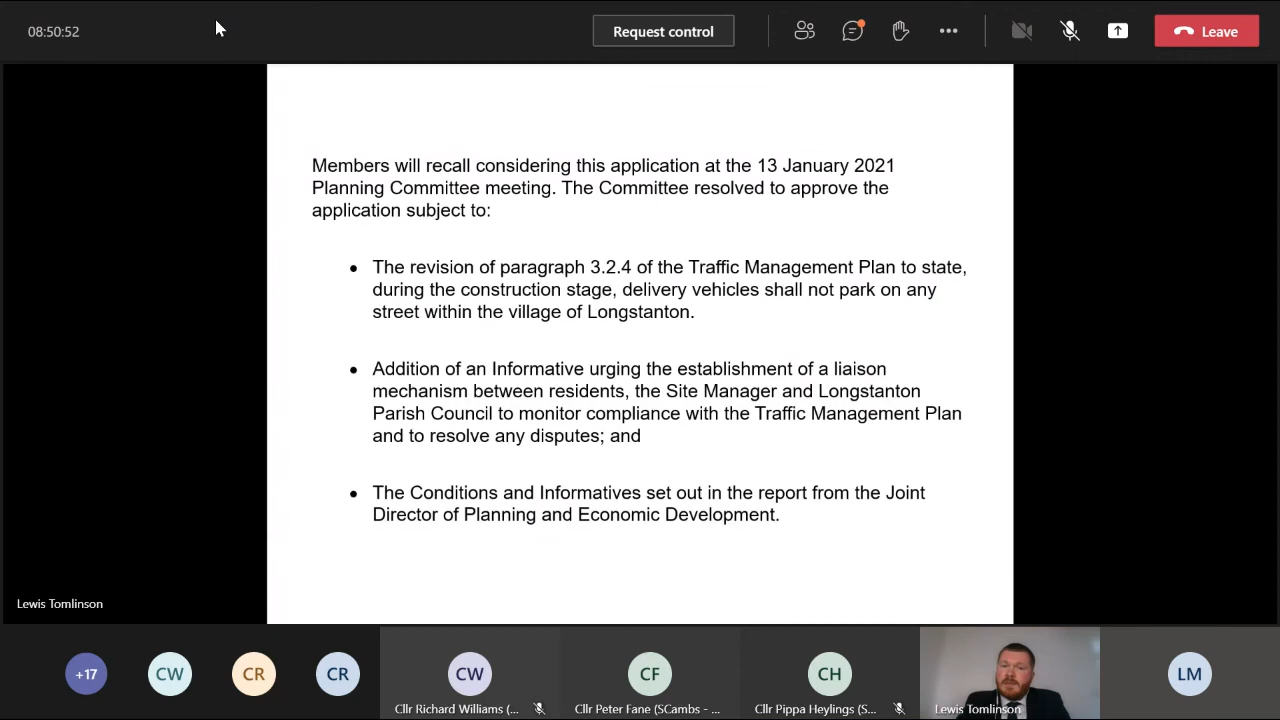 08:50:52
Request control
Leave
Members will recall considering this application at the 13 January 2021
Planning Committee meeting. The Committee resolved to approve the
application subject to:
• The revision of paragraph 3.2.4 of the Traffic Management Plan to state,
during the construction stage, delivery vehicles shall not park on any
street within the village of Longstanton.
• Addition of an Informative urging the establishment of a liaison
mechanism between residents, the Site Manager and Longstanton
Parish Council to monitor compliance with the Traffic Management Plan
and to resolve any disputes; and
• The Conditions and Informatives set out in the report from the Joint
Director of Planning and Economic Development.
Lewis Tomlinson
+17
CW
CR
CR
CW
CF
CH
LM
Cllr Richard Williams (...
Cllr Peter Fane (SCambs - ...
Cllr Pippa Heylings (S...
Lewis Tomlinson